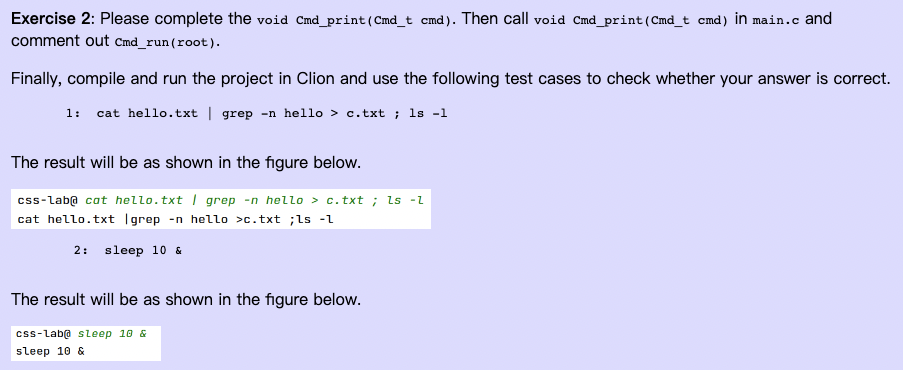 Exercise 2: Please complete the void Cmd_print(Cmd_t cmd). Then call void Cmd_print(Cmd_t cmd) in main.c and
comment out Cmd_run(root).
Finally, compile and run the project in Clion and use the following test cases to check whether your answer is correct.
1: cat hello.txt | grep -n hello > c.txt ; ls -l
The result will be as shown in the figure below.
css-lab@ cat hello.txt | grep -n hello > c.txt ; ls -l
cat hello.txt |grep -n hello >c.txt ;ls -l
2: sleep 10 &
The result will be as shown in the figure below.
css-lab@ sleep 10 &
sleep 10 &